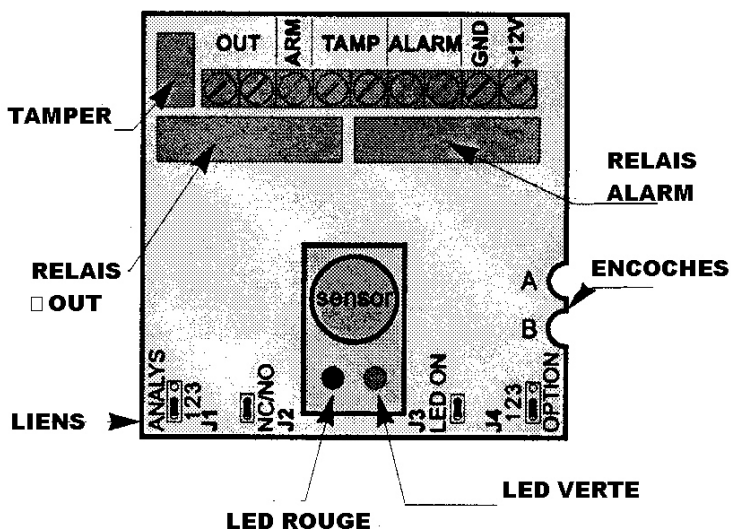 OUT ARM TAMP ALARM GND +12V
TAMPER
RELAIS
ALARM
RELAIS
OUT
sensor
A
B
ENCOCHES
ANALYS
123
J1
NC/NO
J2
J3
LED ON
J4
123
OPTION
LIENS
LED VERTE
LED ROUGE